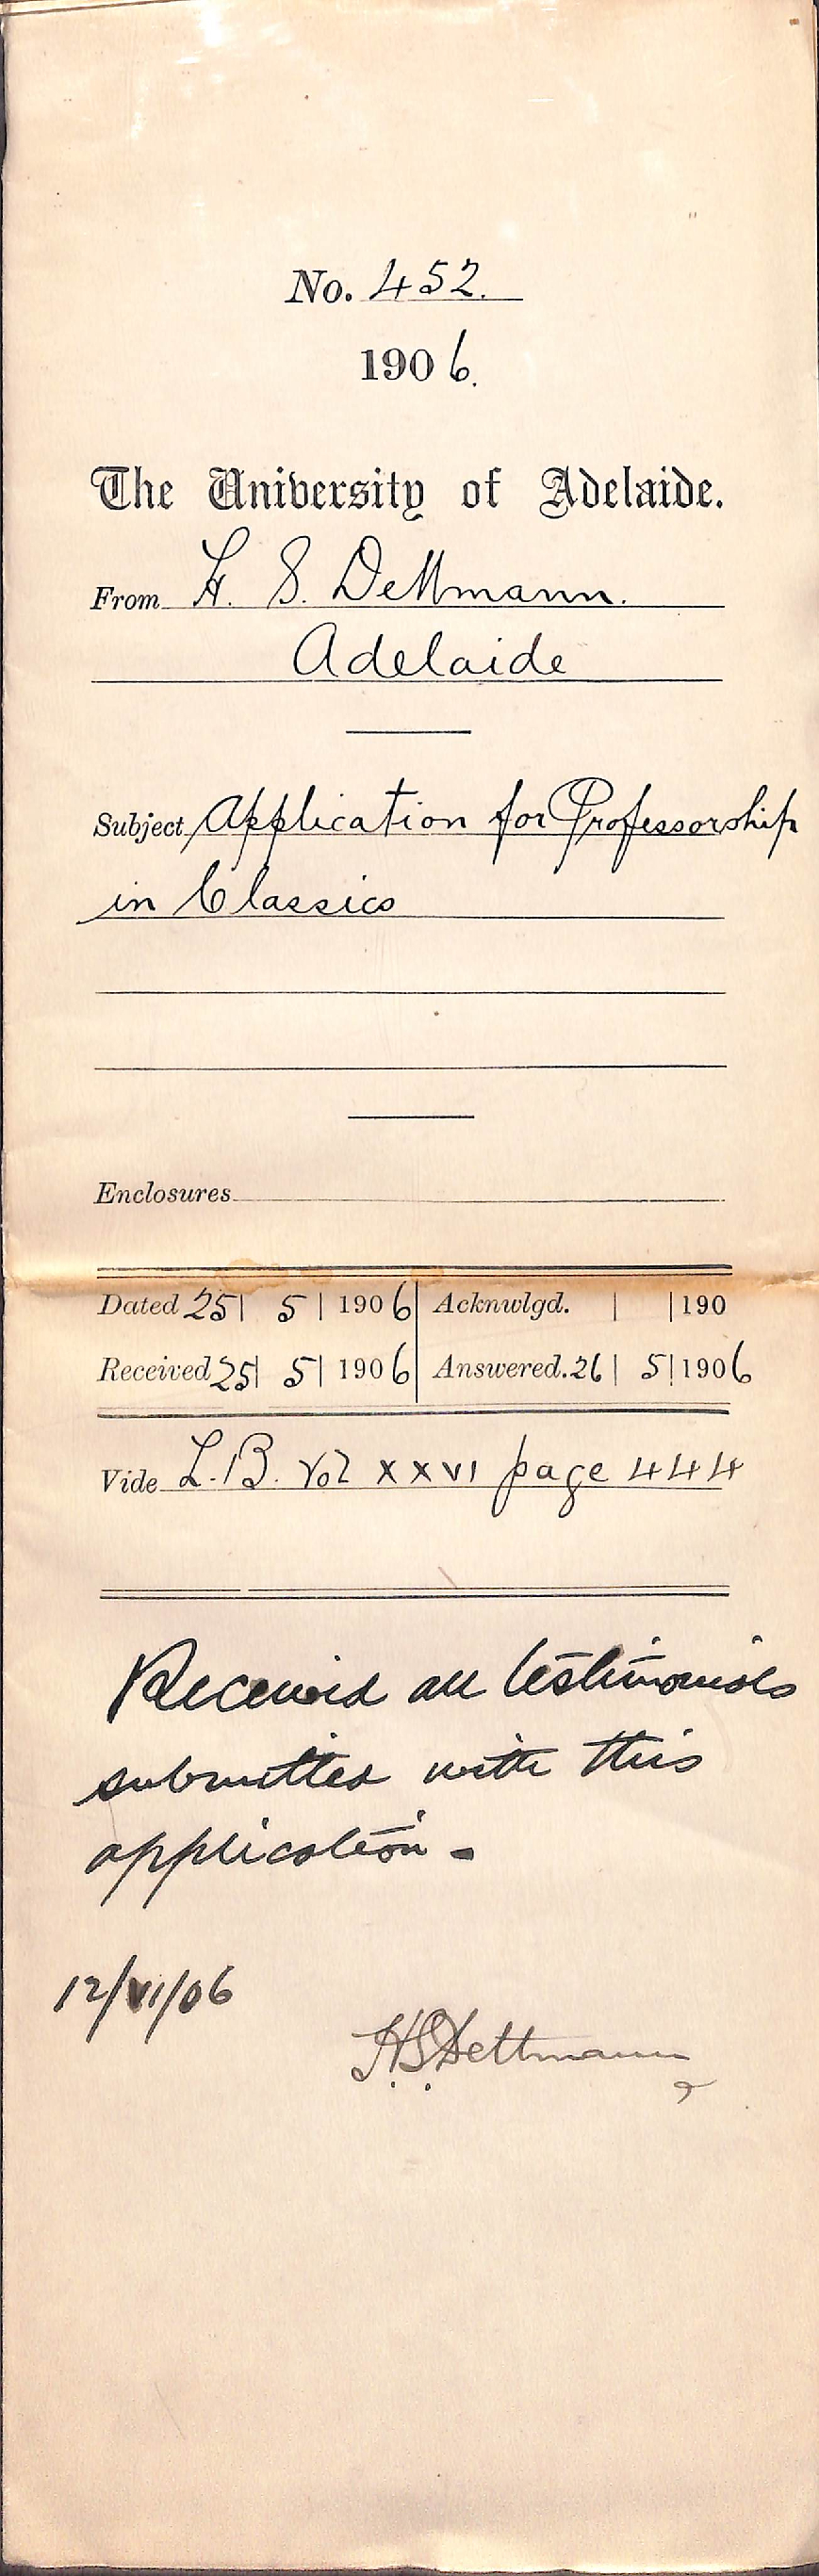 No. 452.
1906.
The University of Adelaide.
From H. S. Dettmann.
Adelaide
Subject Application for Professorship
in Classics
Enclosures
Dated 25 | 5 | 1906 Acknwlgd. | | 190
Received 25 | 5 | 1906 Answered. 26 | 5 | 1906
Vide L.B. Vol XXVI page 444
Received all testimonials
submitted with this
application -
12/VI/06
H.S. Dettmann